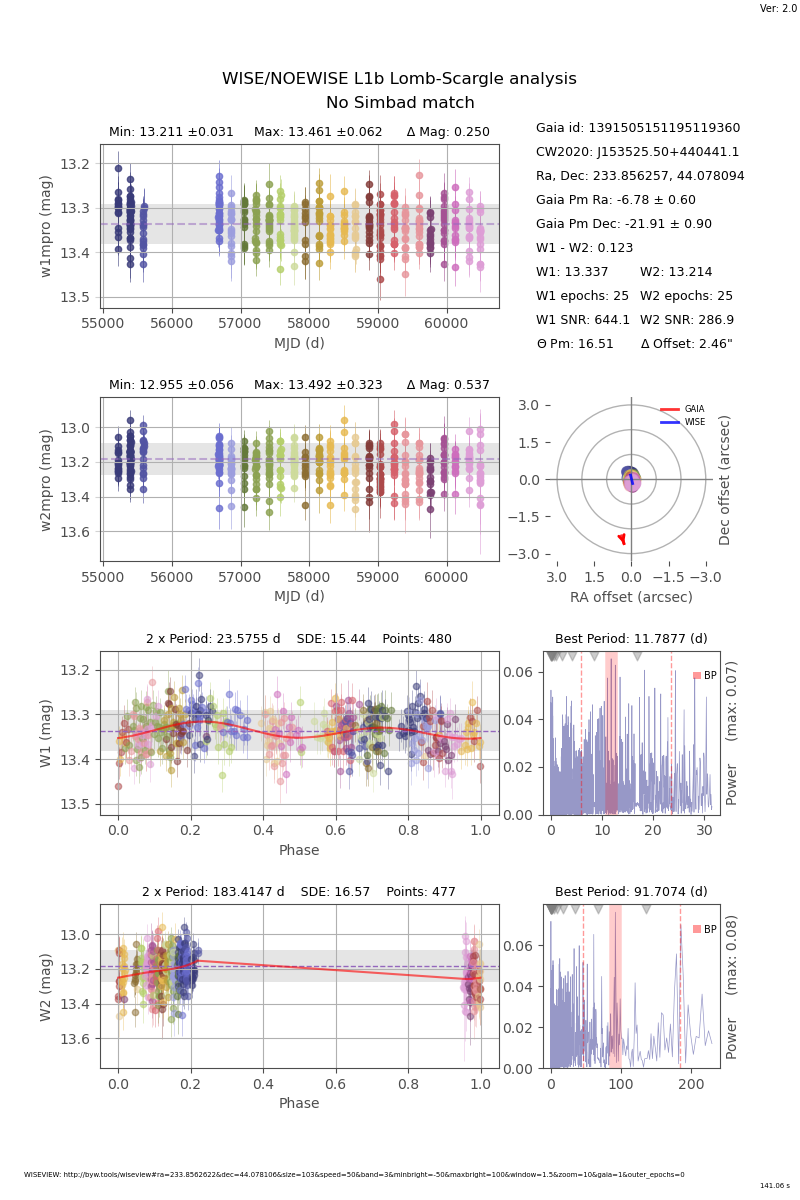 Ver: 2.0
WISE/NOEWISE L1b Lomb-Scargle analysis
No Simbad match
Min: 13.211 ±0.031 Max: 13.461 ±0.062 Δ Mag: 0.250
13.2
13.3
13.4
13.5
w1mpro (mag)
55000 56000 57000 58000 59000 60000
MJD (d)
Gaia id: 1391505151195119360
CW2020: J153525.50+440441.1
Ra, Dec: 233.856257, 44.078094
Gaia Pm Ra: -6.78 ± 0.60
Gaia Pm Dec: -21.91 ± 0.90
W1 - W2: 0.123
W1: 13.337 W2: 13.214
W1 epochs: 25 W2 epochs: 25
W1 SNR: 644.1 W2 SNR: 286.9
Θ Pm: 16.51 Δ Offset: 2.46"
Min: 12.955 ±0.056 Max: 13.492 ±0.323 Δ Mag: 0.537
13.0
13.2
13.4
13.6
w2mpro (mag)
55000 56000 57000 58000 59000 60000
MJD (d)
3.0
1.5
0.0
−1.5
−3.0
GAIA
WISE
Dec offset (arcsec)
3.0 1.5 0.0 −1.5 −3.0
RA offset (arcsec)
2 x Period: 23.5755 d SDE: 15.44 Points: 480
13.2
13.3
13.4
13.5
W1 (mag)
0.0 0.2 0.4 0.6 0.8 1.0
Phase
Best Period: 11.7877 (d)
0.06
0.04
0.02
0.00
BP
Power (max: 0.07)
0 10 20 30
2 x Period: 183.4147 d SDE: 16.57 Points: 477
13.0
13.2
13.4
13.6
W2 (mag)
0.0 0.2 0.4 0.6 0.8 1.0
Phase
Best Period: 91.7074 (d)
0.06
0.04
0.02
0.00
BP
Power (max: 0.08)
0 100 200
WISEVIEW: http://byw.tools/wiseview#ra=233.8562622&dec=44.078106&size=103&speed=50&band=3&minbright=-50&maxbright=100&window=1.5&zoom=10&gaia=1&outer_epochs=0
141.06 s